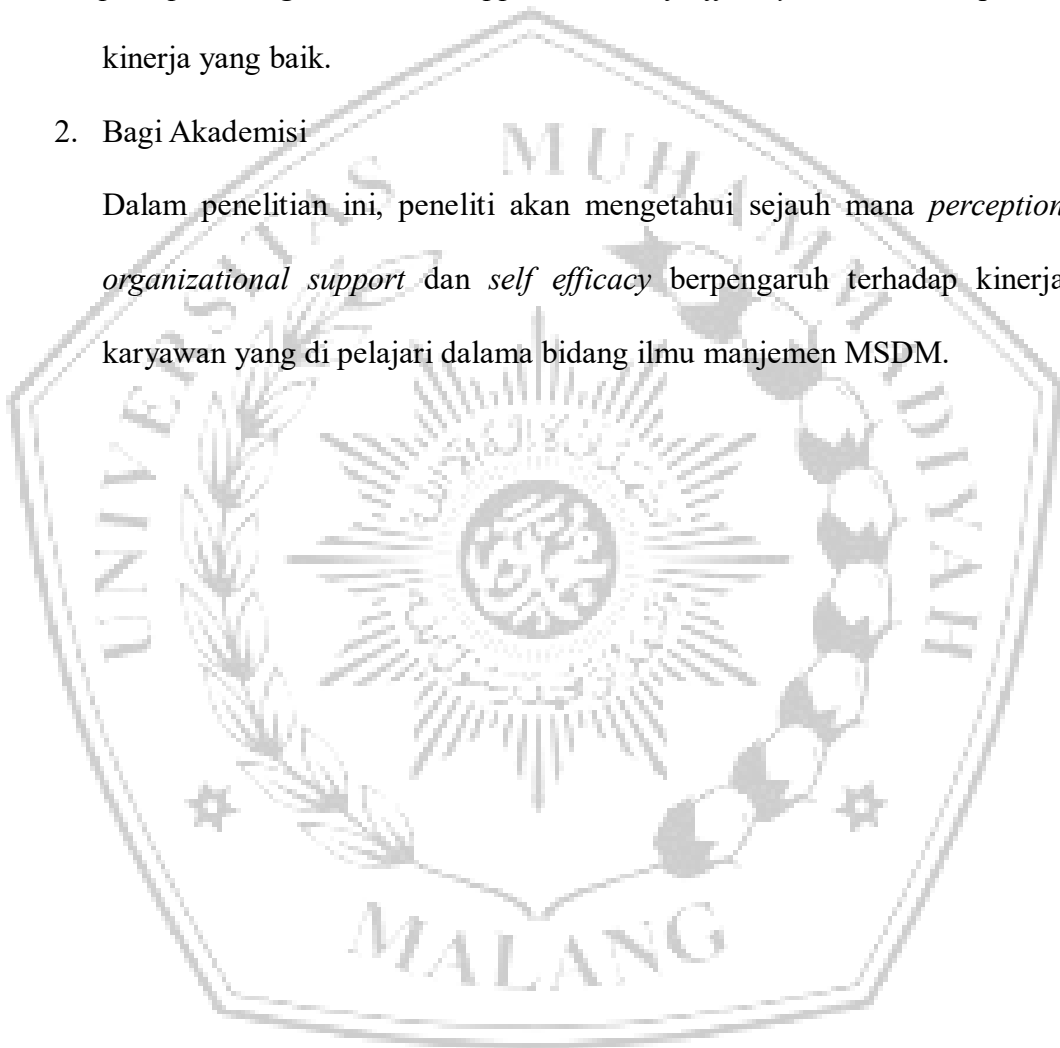 kinerja yang baik.
2. Bagi Akademisi
Dalam penelitian ini, peneliti akan mengetahui sejauh mana perception
organizational support dan self efficacy berpengaruh terhadap kinerja
karyawan yang di pelajari dalama bidang ilmu manjemen MSDM.
UNIVERSITAS MUHAMMADIYAH
MALANG